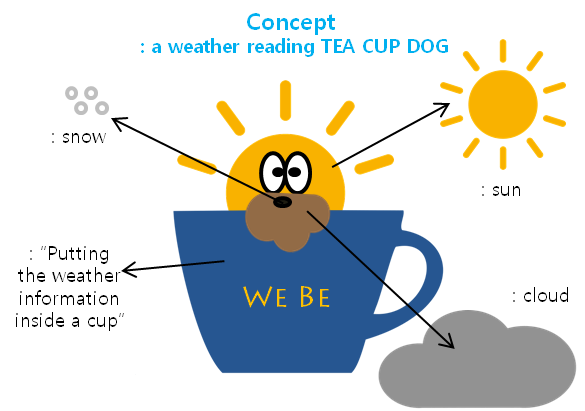 Concept
: a weather reading TEA CUP DOG
: snow
: sun
: “Putting
the weather
information
inside a cup”
WE BE
: cloud